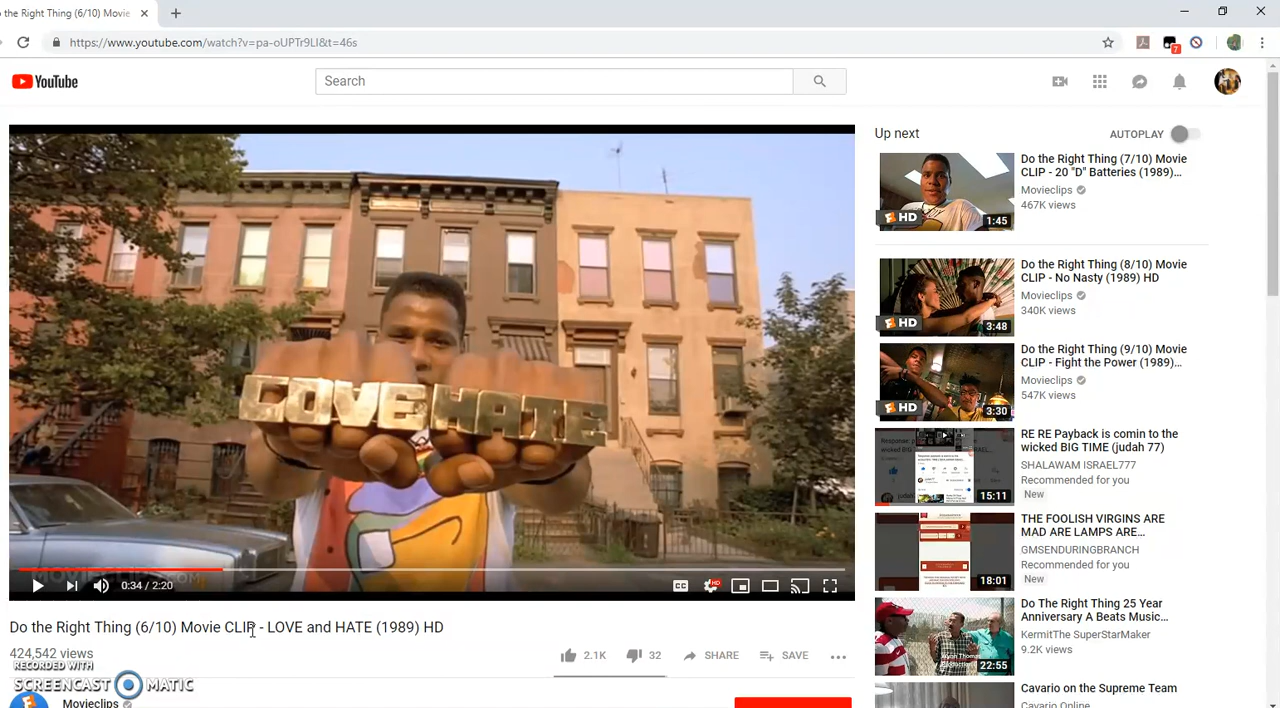 o the Right Thing (6/10) Movie
https://www.youtube.com/watch?v=pa-oUPTr9LI&t=46s
7
YouTube
Search
LOVE HATE
0:34 / 2:20
CC
HD
Do the Right Thing (6/10) Movie CLIP - LOVE and HATE (1989) HD
424,542 views
2.1K
32
SHARE
SAVE
RECORDED WITH
SCREENCAST MATIC
Movieclips
Up next
AUTOPLAY
HD
1:45
Do the Right Thing (7/10) Movie
CLIP - 20 "D" Batteries (1989)...
Movieclips
467K views
HD
3:48
Do the Right Thing (8/10) Movie
CLIP - No Nasty (1989) HD
Movieclips
340K views
HD
3:30
Do the Right Thing (9/10) Movie
CLIP - Fight the Power (1989)...
Movieclips
547K views
15:11
RE RE Payback is comin to the
wicked BIG TIME (judah 77)
SHALAWAM ISRAEL777
Recommended for you
New
18:01
THE FOOLISH VIRGINS ARE
MAD ARE LAMPS ARE...
GMSENDURINGBRANCH
Recommended for you
New
22:55
Do The Right Thing 25 Year
Anniversary A Beats Music...
KermitThe SuperStarMaker
9.2K views
Cavario on the Supreme Team
Cavario Online